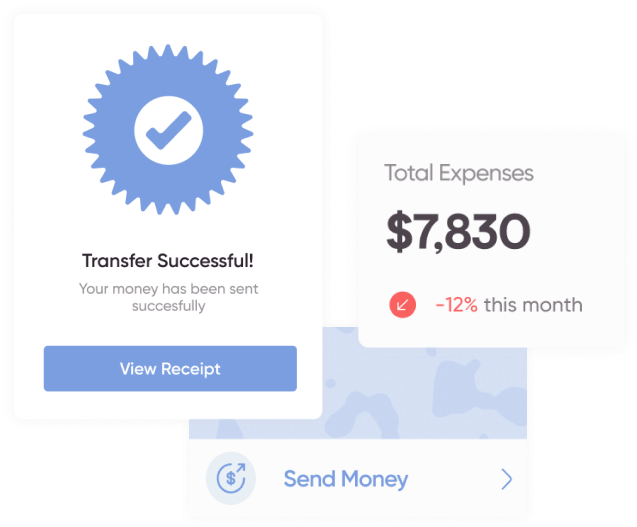 Transfer Successful!
Your money has been sent
succesfully
View Receipt
Total Expenses
$7,830
-12% this month
$
Send Money